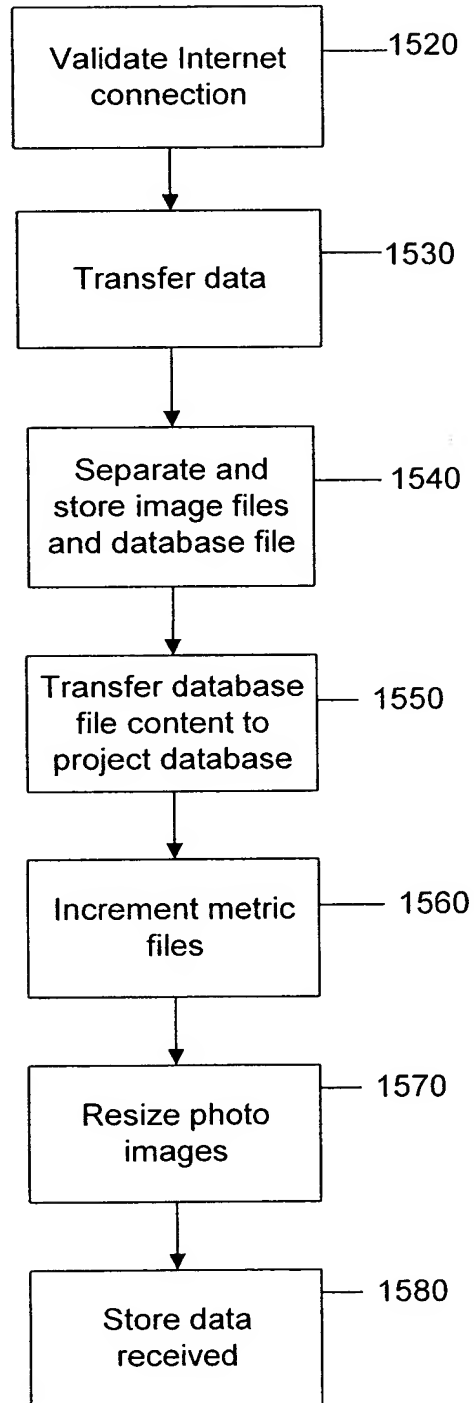 Validate Internet
connection
1520
Transfer data
1530
Separate and
store image files
and database file
1540
Transfer database
file content to
project database
1550
Increment metric
files
1560
Resize photo
images
1570
Store data
received
1580